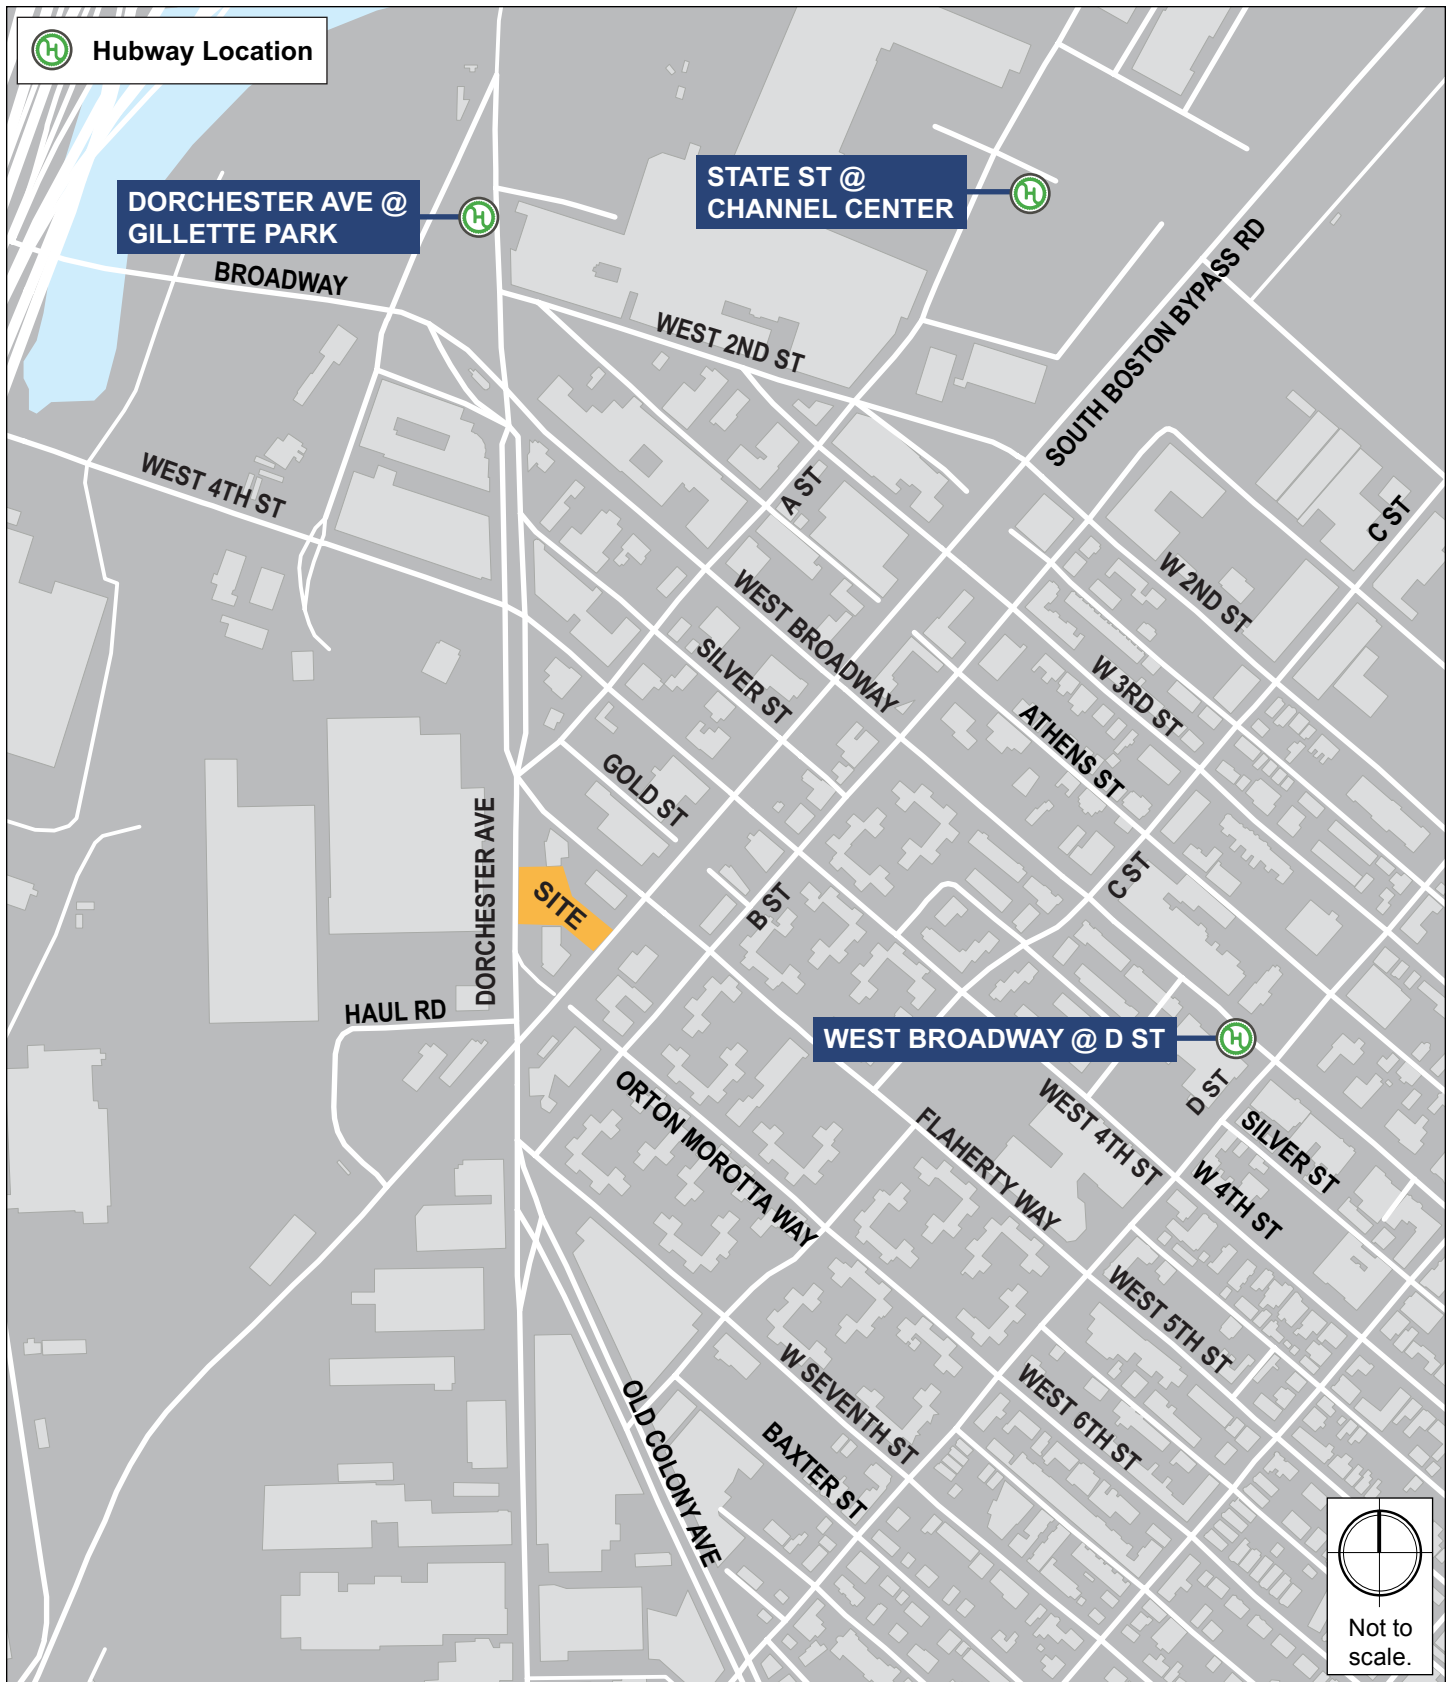 Hubway Location
DORCHESTER AVE @
GILLETTE PARK
STATE ST @
CHANNEL CENTER
BROADWAY
WEST 2ND ST
SOUTH BOSTON BYPASS RD
WEST 4TH ST
A ST
C ST
WEST BROADWAY
W 2ND ST
SILVER ST
W 3RD ST
ATHENS ST
GOLD ST
DORCHESTER AVE
SITE
B ST
C ST
HAUL RD
WEST BROADWAY @ D ST
ORTON MOROTTA WAY
FLAHERTY WAY
WEST 4TH ST
D ST
SILVER ST
W 4TH ST
WEST 5TH ST
W SEVENTH ST
WEST 6TH ST
OLD COLONY AVE
BAXTER ST
Not to
scale.